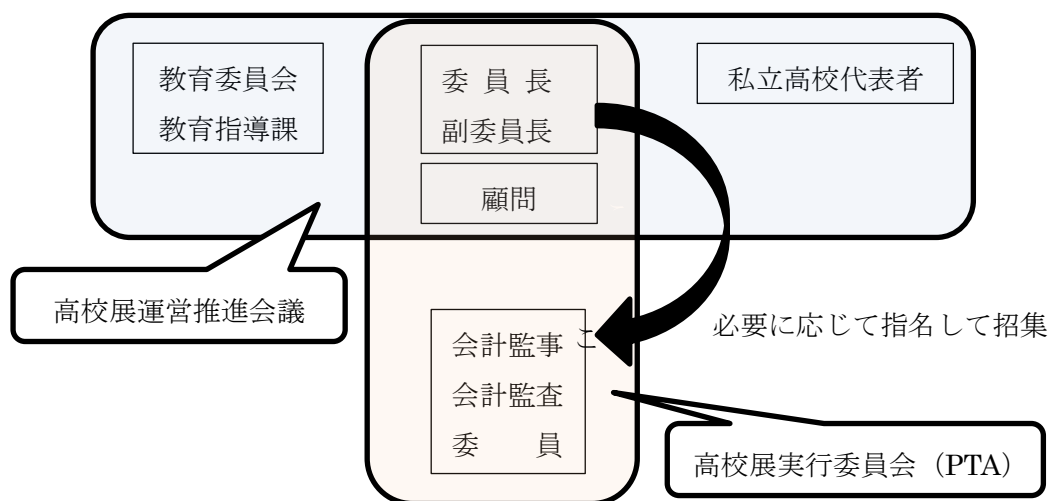 教育委員会
教育指導課
委 員 長
副委員長
顧問
私立高校代表者
高校展運営推進会議
会計監事
会計監査
委　　員
こ
必要に応じて指名して招集
高校展実行委員会（PTA）